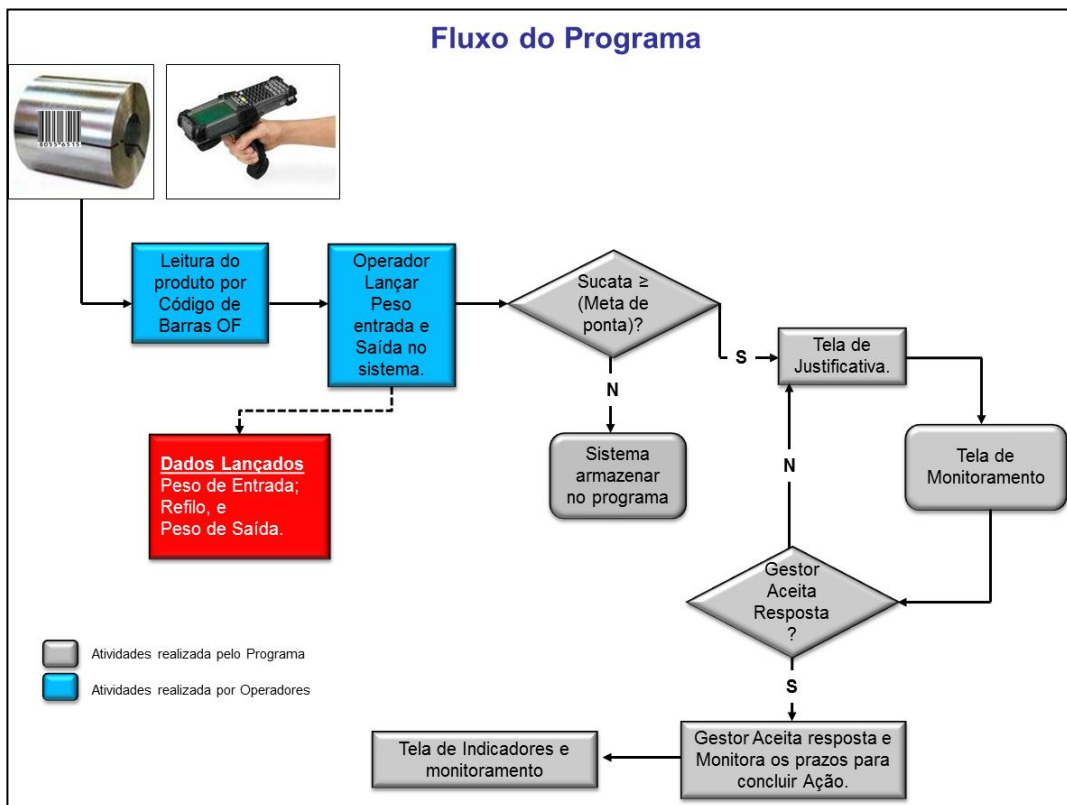 Fluxo do Programa
8055 6515
Leitura do
produto por
Código de
Barras OF
Operador
Lançar
Peso
entrada e
Saída no
sistema.
Sucata ≥
(Meta de
ponta)?
S
Tela de
Justificativa.
N
Sistema
armazenar
no programa
Dados Lançados
Peso de Entrada;
Refilo, e
Peso de Saída.
Tela de
Monitoramento
N
Gestor
Aceita
Resposta
?
S
Gestor Aceita resposta e
Monitora os prazos para
concluir Ação.
Tela de Indicadores e
monitoramento
Atividades realizada pelo Programa
Atividades realizada por Operadores